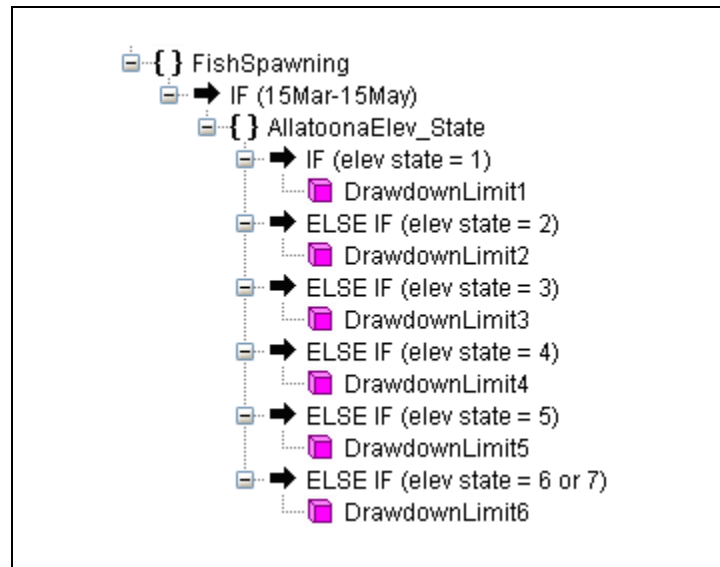 { } FishSpawning
IF (15Mar-15May)
{ } AllatoonaElev_State
IF (elev state = 1)
DrawdownLimit1
ELSE IF (elev state = 2)
DrawdownLimit2
ELSE IF (elev state = 3)
DrawdownLimit3
ELSE IF (elev state = 4)
DrawdownLimit4
ELSE IF (elev state = 5)
DrawdownLimit5
ELSE IF (elev state = 6 or 7)
DrawdownLimit6